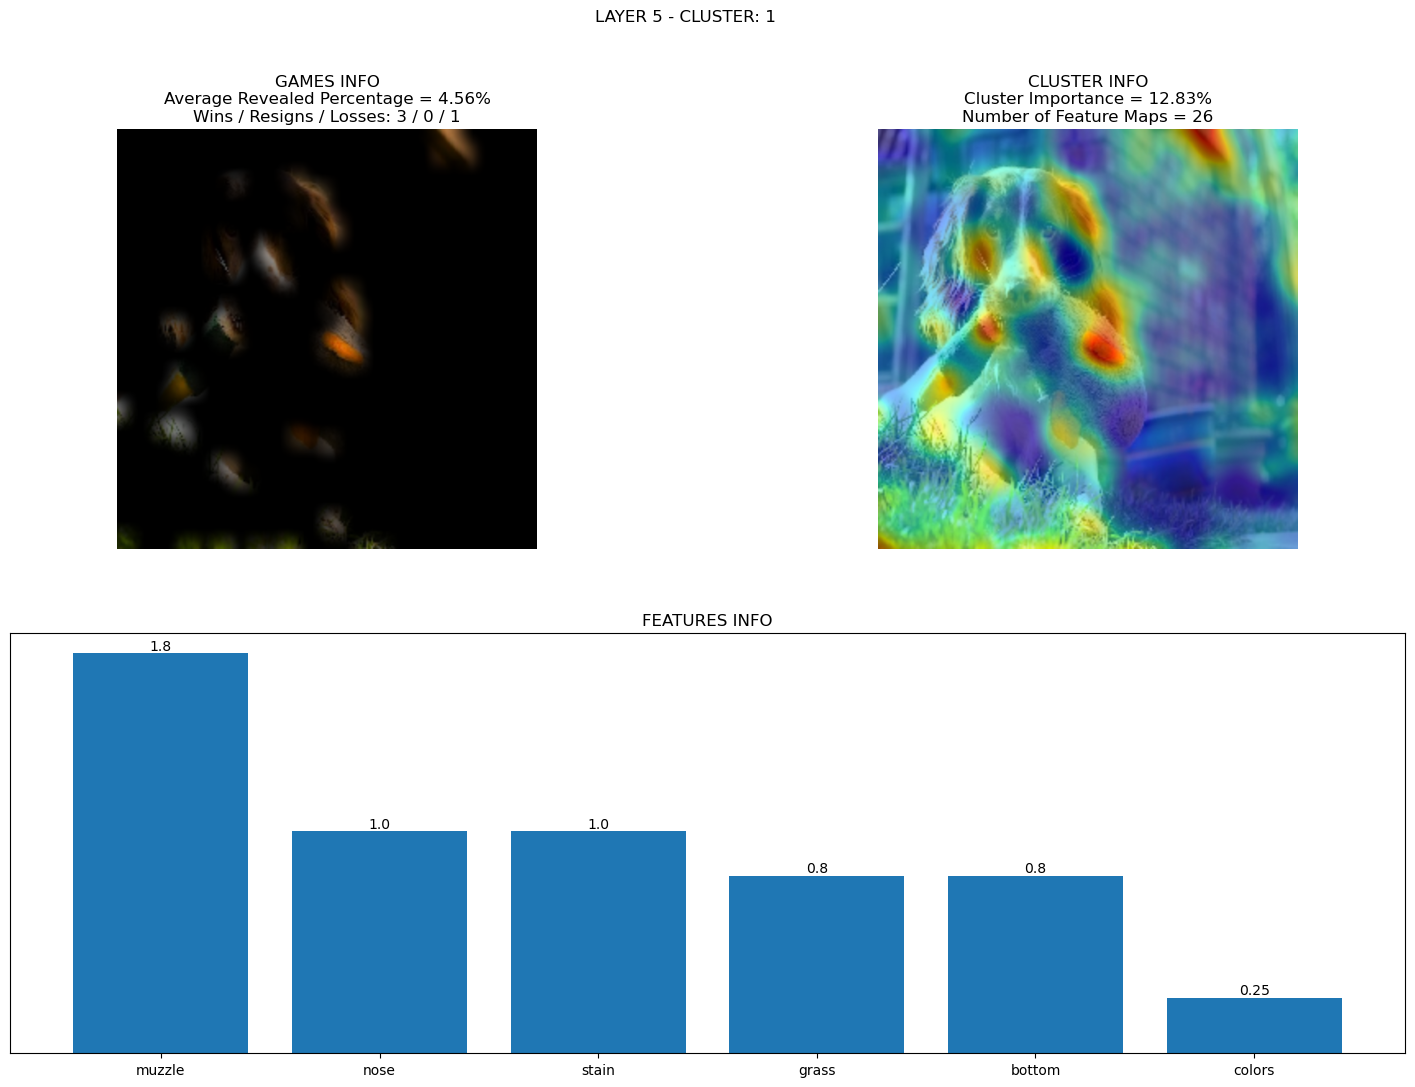 LAYER 5 - CLUSTER: 1
GAMES INFO
Average Revealed Percentage = 4.56%
Wins / Resigns / Losses: 3 / 0 / 1
CLUSTER INFO
Cluster Importance = 12.83%
Number of Feature Maps = 26
FEATURES INFO
1.8
1.0
1.0
0.8
0.8
0.25
muzzle
nose
stain
grass
bottom
colors